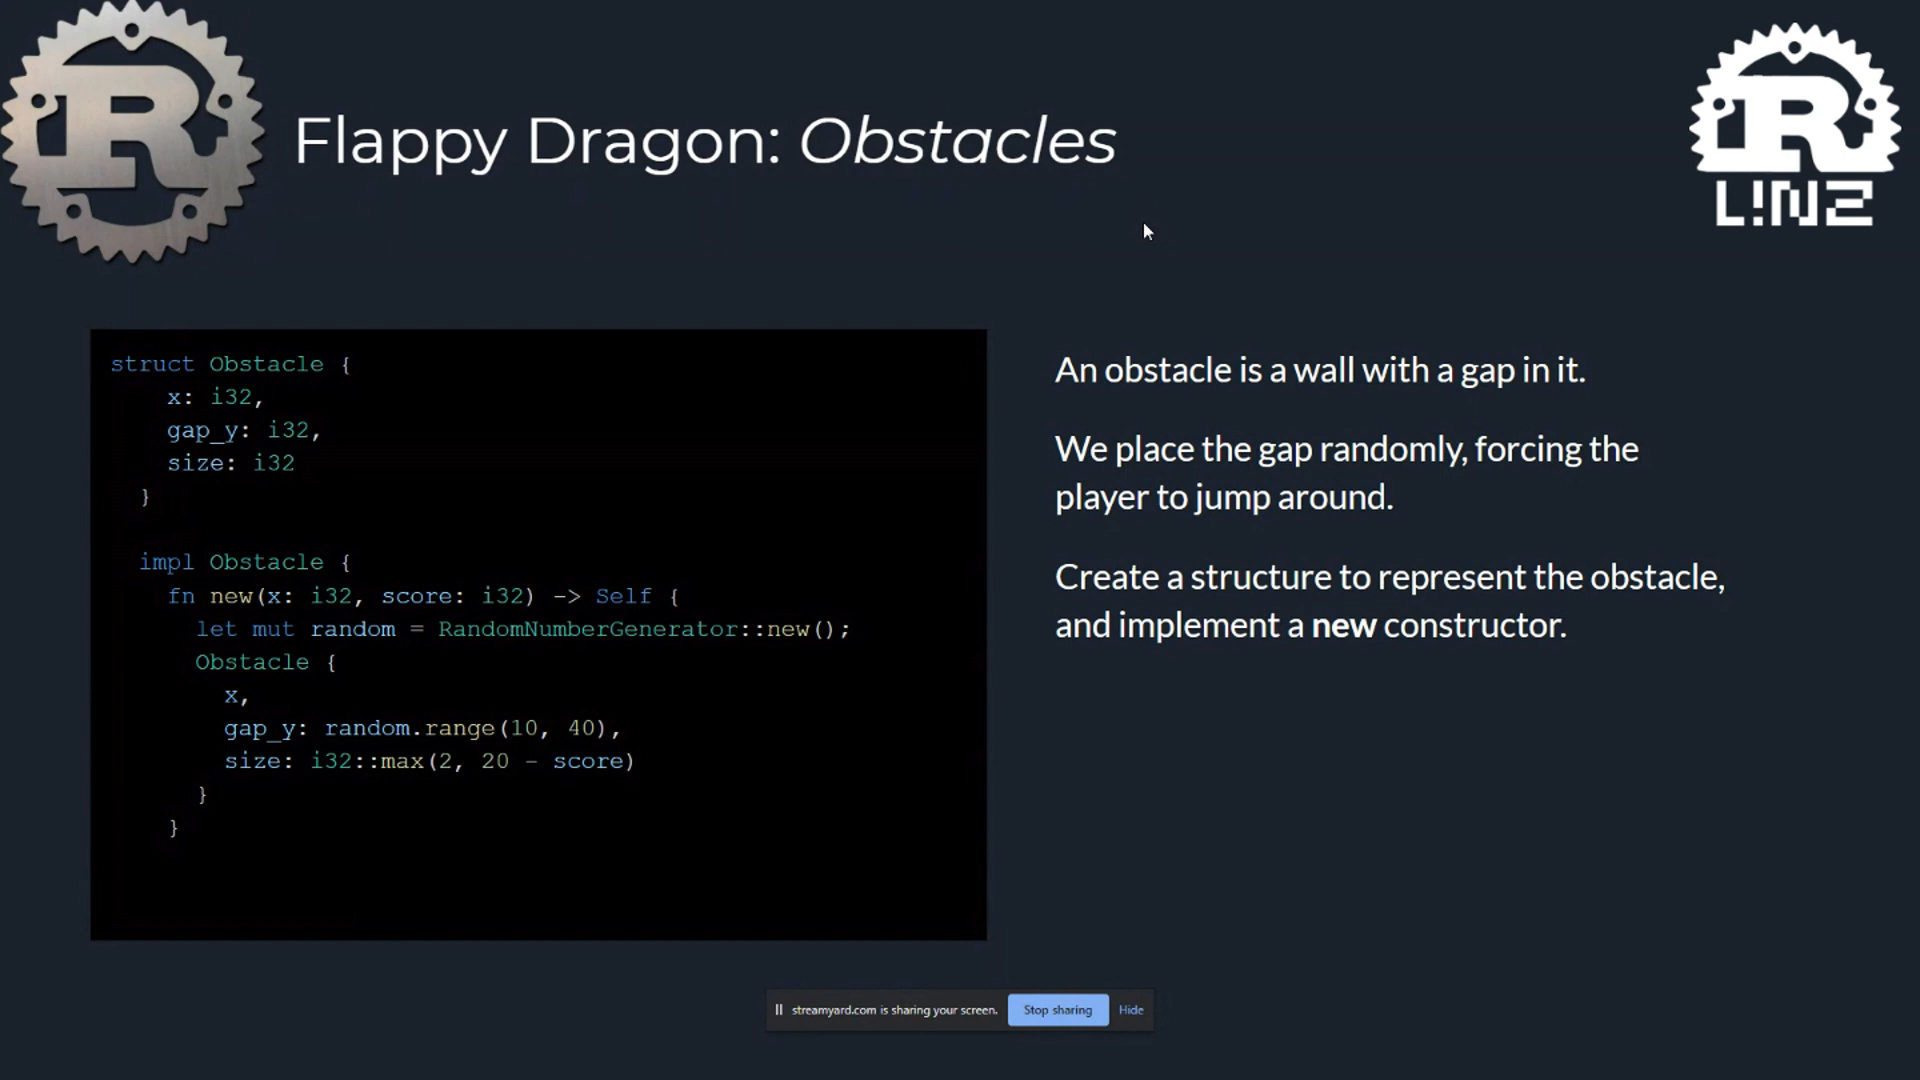 Flappy Dragon: Obstacles
R
R
L!NZ
struct Obstacle {
    x: i32,
    gap_y: i32,
    size: i32
  }
  impl Obstacle {
    fn new(x: i32, score: i32) -> Self {
      let mut random = RandomNumberGenerator::new();
      Obstacle {
        x,
        gap_y: random.range(10, 40),
        size: i32::max(2, 20 - score)
      }
    }
An obstacle is a wall with a gap in it.
We place the gap randomly, forcing the
player to jump around.
Create a structure to represent the obstacle,
and implement a new constructor.
streamyard.com is sharing your screen. Stop sharing Hide